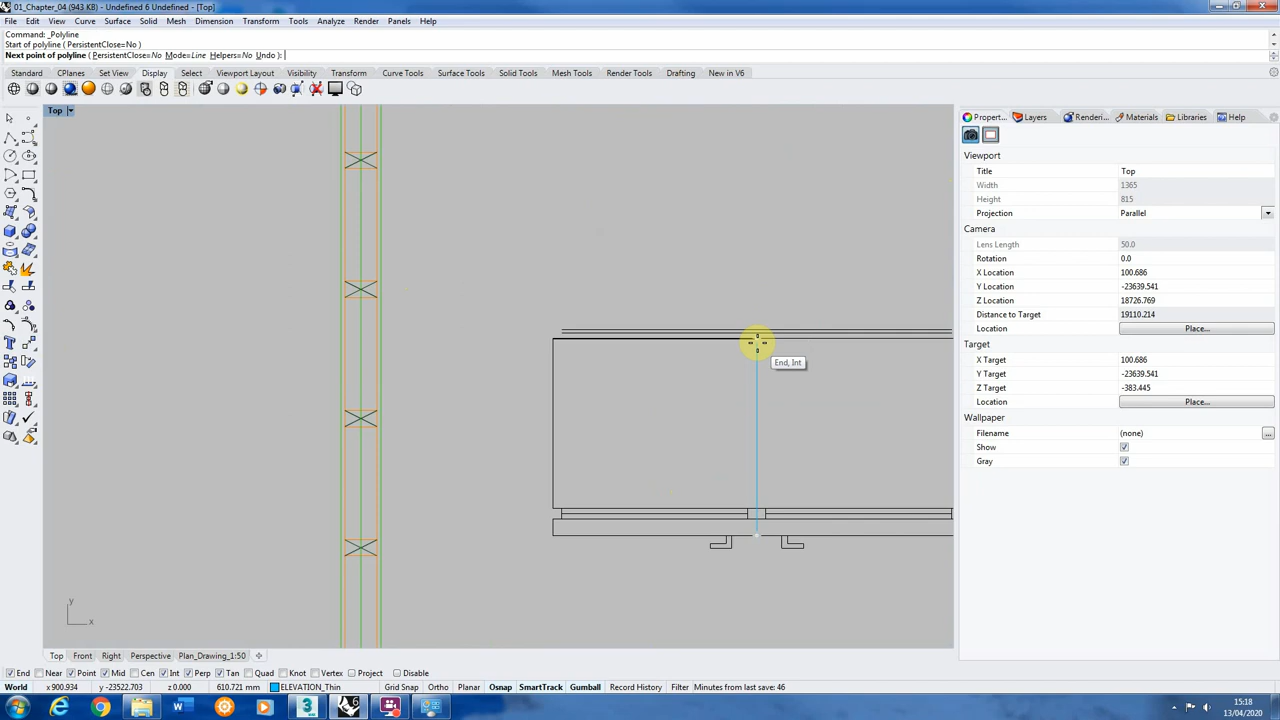 01_Chapter_04 (943 KB) - Undefined 6 Undefined - [Top]
File Edit View Curve Surface Solid Mesh Dimension Transform Tools Analyze Render Panels Help
Command: _Polyline
Start of polyline ( PersistentClose=No )
Next point of polyline ( PersistentClose=No Mode=Line Helpers=No Undo ):
Standard CPlanes Set View Display Select Viewport Layout Visibility Transform Curve Tools Surface Tools Solid Tools Mesh Tools Render Tools Drafting New in V6
Top
Propert... Layers Renderi... Materials Libraries Help
Viewport
Title Top
Width 1365
Height 815
Projection Parallel
Camera
Lens Length 50.0
Rotation 0.0
X Location 100.686
Y Location -23639.541
Z Location 18726.769
Distance to Target 19110.214
Location Place...
Target
X Target 100.686
Y Target -23639.541
Z Target -383.445
Location Place...
Wallpaper
Filename (none) ...
Show
Gray
End, Int
y
x
Top Front Right Perspective Plan_Drawing_1:50
End Near Point Mid Cen Int Perp Tan Quad Knot Vertex Project Disable
World x 900.934 y -23522.703 z 0.000 610.721 mm ELEVATION_Thin Grid Snap Ortho Planar Osnap SmartTrack Gumball Record History Filter Minutes from last save: 46
15:18
13/04/2020